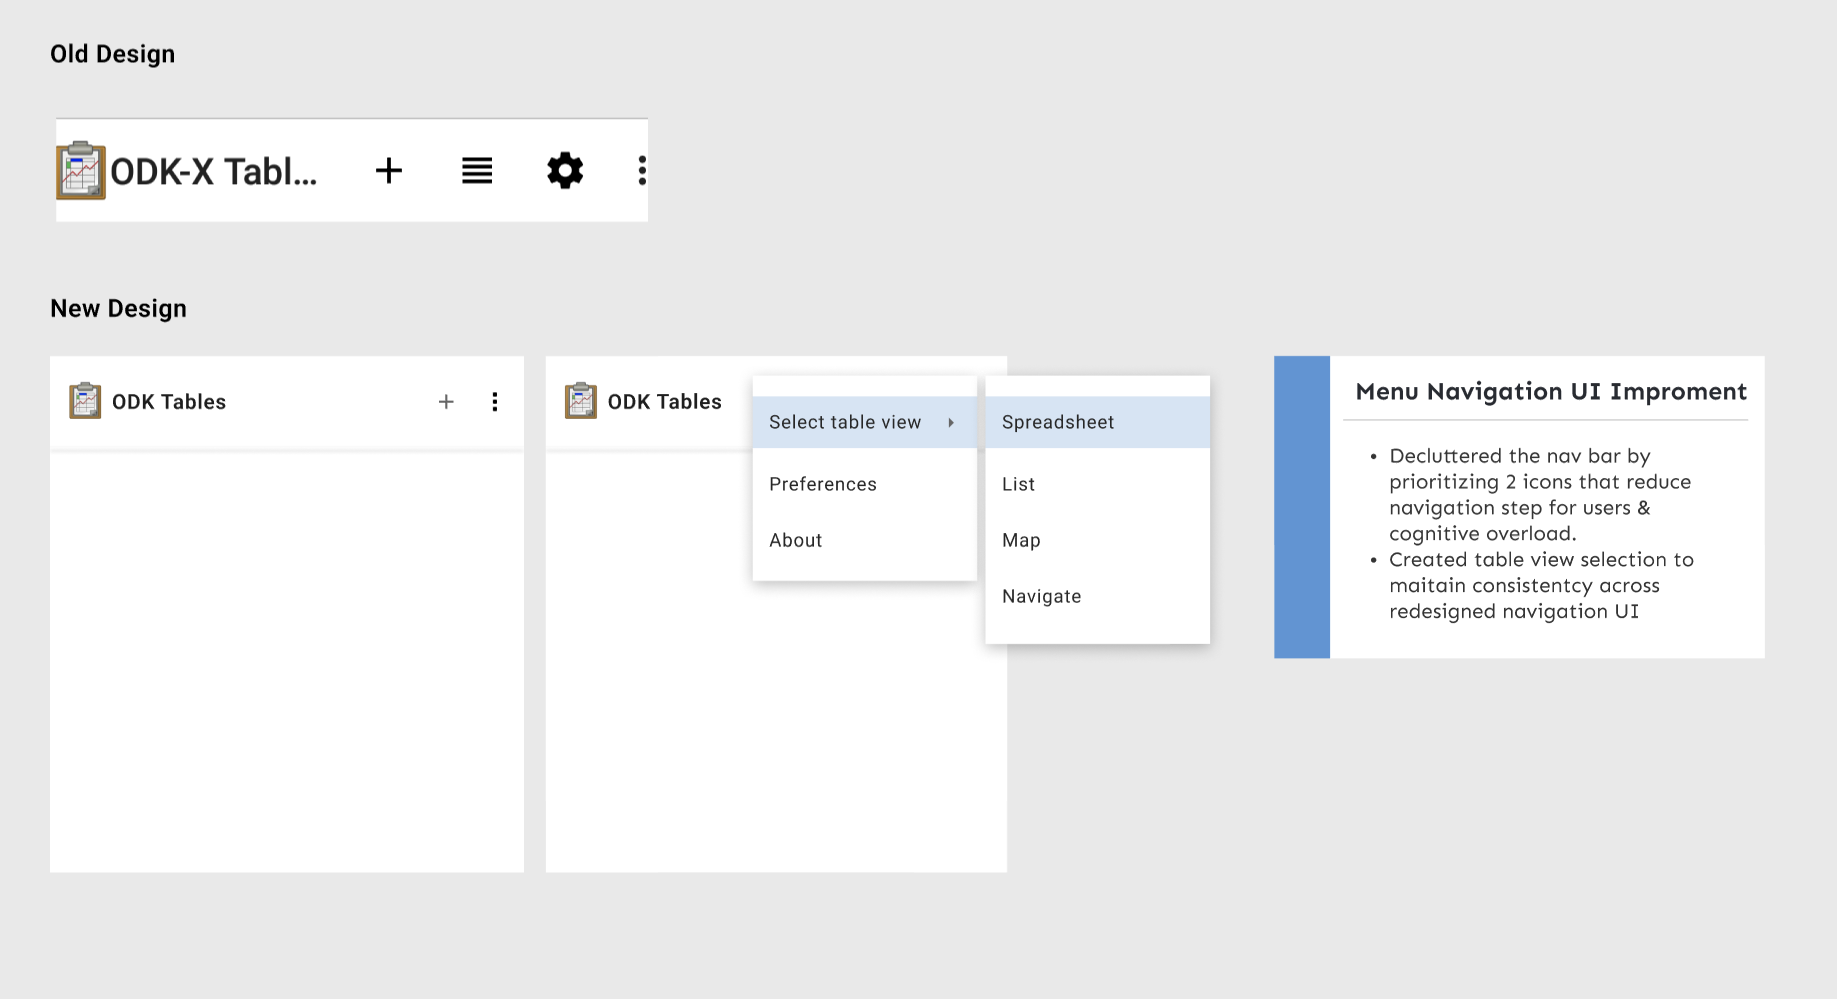 Old Design
ODK-X Tabl...
New Design
ODK Tables
ODK Tables
Select table view
Preferences
About
Spreadsheet
List
Map
Navigate
Menu Navigation UI Improment
• Decluttered the nav bar by
prioritizing 2 icons that reduce
navigation step for users &
cognitive overload.
• Created table view selection to
maitain consistentcy across
redesigned navigation UI